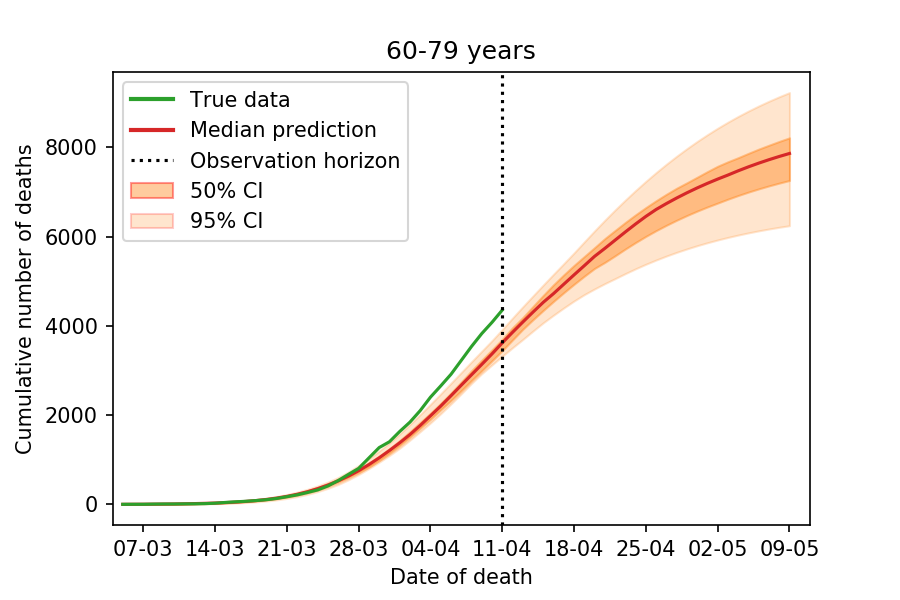 60-79 years
True data
Median prediction
Observation horizon
50% CI
95% CI
Cumulative number of deaths
8000
6000
4000
2000
0
07-03 14-03 21-03 28-03 04-04 11-04 18-04 25-04 02-05 09-05
Date of death